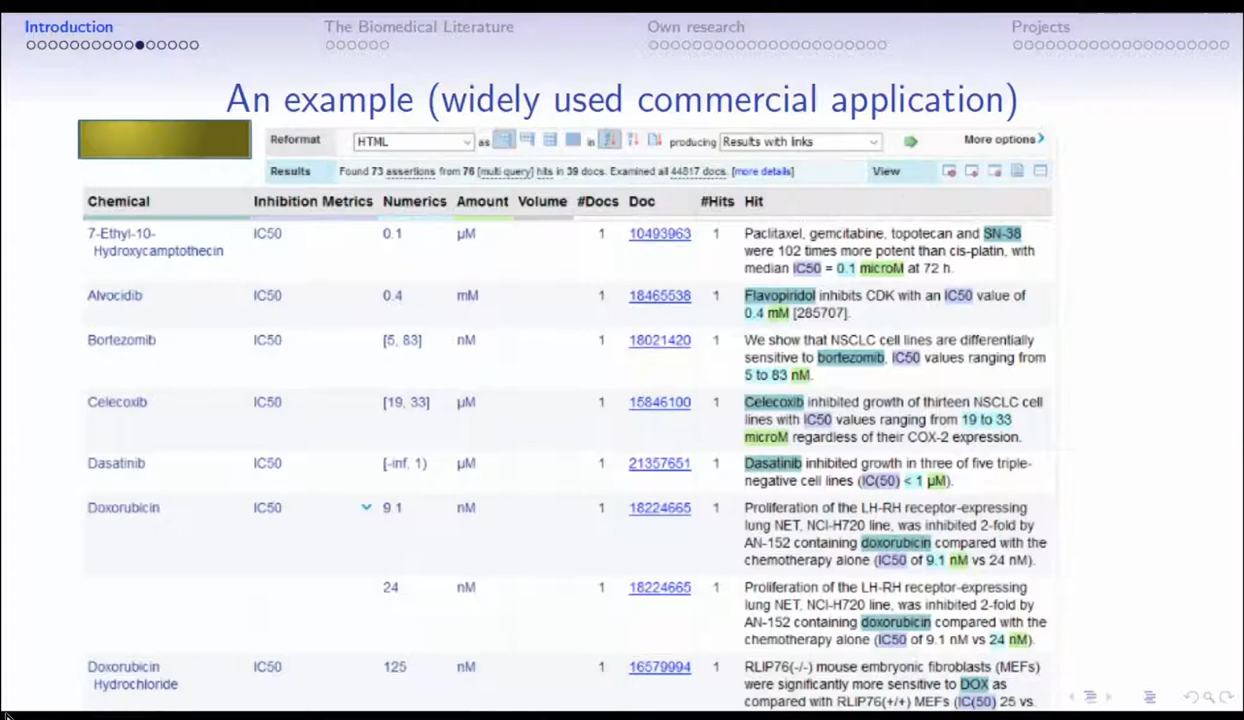 Introduction The Biomedical Literature Own research Projects
An example (widely used commercial application)
Reformat HTML as in producing Results with links More options
Results Found 73 assertions from 76 [multi query] hits in 39 docs. Examined all 44817 docs. [more details] View
Chemical Inhibition Metrics Numerics Amount Volume #Docs Doc #Hits Hit
7-Ethyl-10- IC50 0.1 µM 1 10493963 1 Paclitaxel, gemcitabine, topotecan and SN-38
Hydroxycamptothecin were 102 times more potent than cis-platin, with
median IC50 = 0.1 microM at 72 h.
Alvocidib IC50 0.4 mM 1 18465538 1 Flavopiridol inhibits CDK with an IC50 value of
0.4 mM [285707].
Bortezomib IC50 [5, 83] nM 1 18021420 1 We show that NSCLC cell lines are differentially
sensitive to bortezomib, IC50 values ranging from
5 to 83 nM.
Celecoxib IC50 [19, 33] µM 1 15846100 1 Celecoxib inhibited growth of thirteen NSCLC cell
lines with IC50 values ranging from 19 to 33
microM regardless of their COX-2 expression.
Dasatinib IC50 [-inf, 1) µM 1 21357651 1 Dasatinib inhibited growth in three of five triple-
negative cell lines (IC(50) < 1 µM).
Doxorubicin IC50 9.1 nM 1 18224665 1 Proliferation of the LH-RH receptor-expressing
lung NET, NCI-H720 line, was inhibited 2-fold by
AN-152 containing doxorubicin compared with the
chemotherapy alone (IC50 of 9.1 nM vs 24 nM).
24 nM 1 18224665 1 Proliferation of the LH-RH receptor-expressing
lung NET, NCI-H720 line, was inhibited 2-fold by
AN-152 containing doxorubicin compared with the
chemotherapy alone (IC50 of 9.1 nM vs 24 nM).
Doxorubicin IC50 125 nM 1 16579994 1 RLIP76(-/-) mouse embryonic fibroblasts (MEFs)
Hydrochloride were significantly more sensitive to DOX as
compared with RLIP76(+/+) MEFs (IC(50) 25 vs.